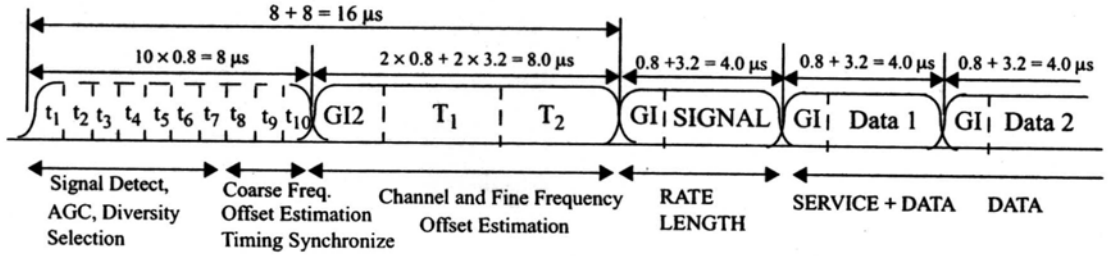 8 + 8 = 16 μs
10 × 0.8 = 8 μs
2 × 0.8 + 2 × 3.2 = 8.0 μs
0.8 +3.2 = 4.0 μs
0.8 + 3.2 = 4.0 μs
0.8 + 3.2 = 4.0 μs
t1 t2 t3 t4 t5 t6 t7 t8 t9 t10
GI2 T1 T2
GI SIGNAL
GI Data 1
GI Data 2
Signal Detect,
AGC, Diversity
Selection
Coarse Freq.
Offset Estimation
Timing Synchronize
Channel and Fine Frequency
Offset Estimation
RATE
LENGTH
SERVICE + DATA
DATA